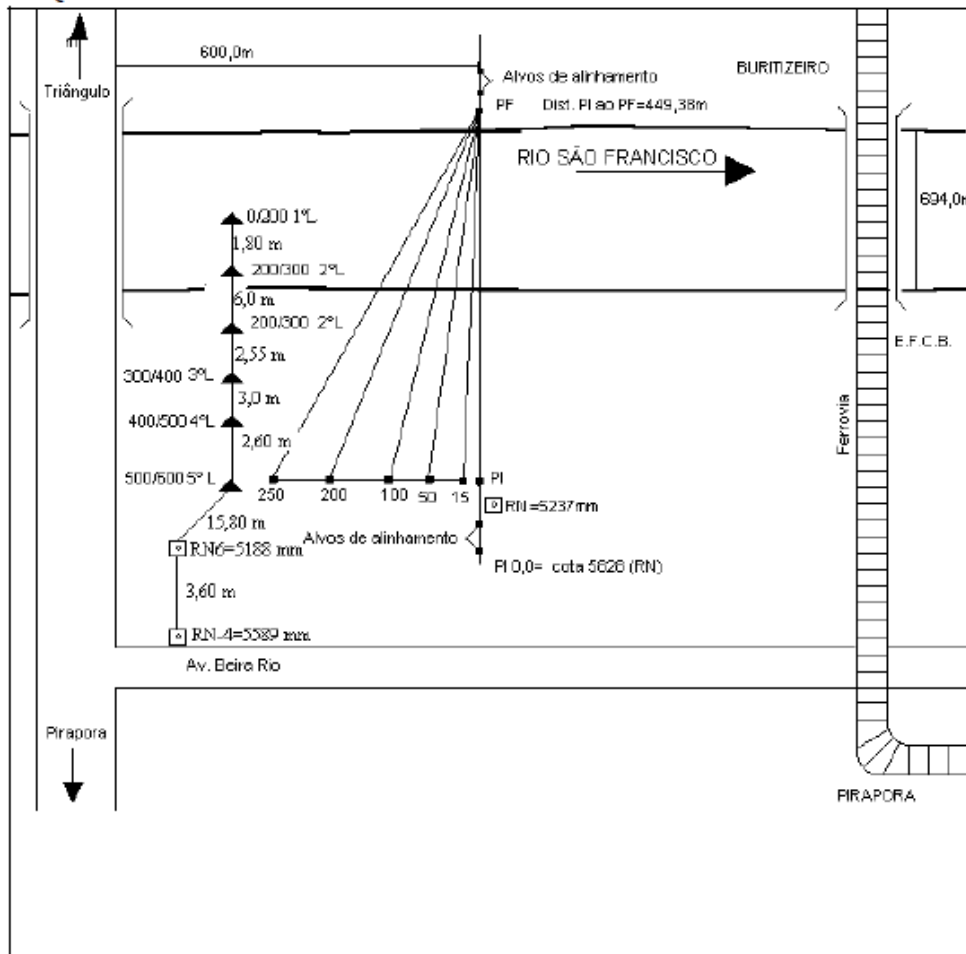 m
Triângulo
600,0m
Alvos de alinhamento
BURITIZEIRO
PF Dist. PI ao PF=449,38m
RIO SÃO FRANCISCO
694,0m
0/200 1ºL
1,80 m
200/300 2ºL
6,0 m
200/300 2ºL
2,55 m
E.F.C.B.
300/400 3ºL
3,0 m
Ferrovia
400/500 4ºL
2,60 m
500/600 5º L
PI
250 200 100 50 15
RN=5237mm
15,80 m
Alvos de alinhamento
RN6=5188 mm
PI 0,0= cota 5828 (RN)
3,60 m
RN-4=5589 mm
Av. Beira Rio
Pirapora
PIRAPORA